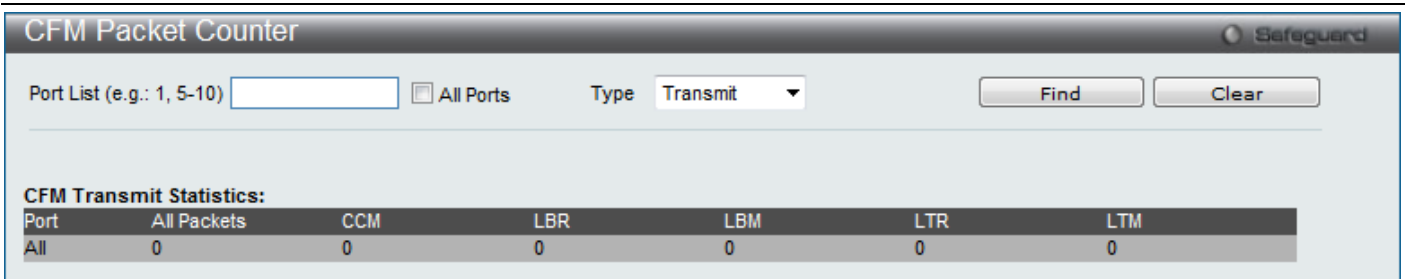 CFM Packet Counter Safeguard
Port List (e.g.: 1, 5-10) All Ports Type Transmit Find Clear
CFM Transmit Statistics:
Port All Packets CCM LBR LBM LTR LTM
All 0 0 0 0 0 0